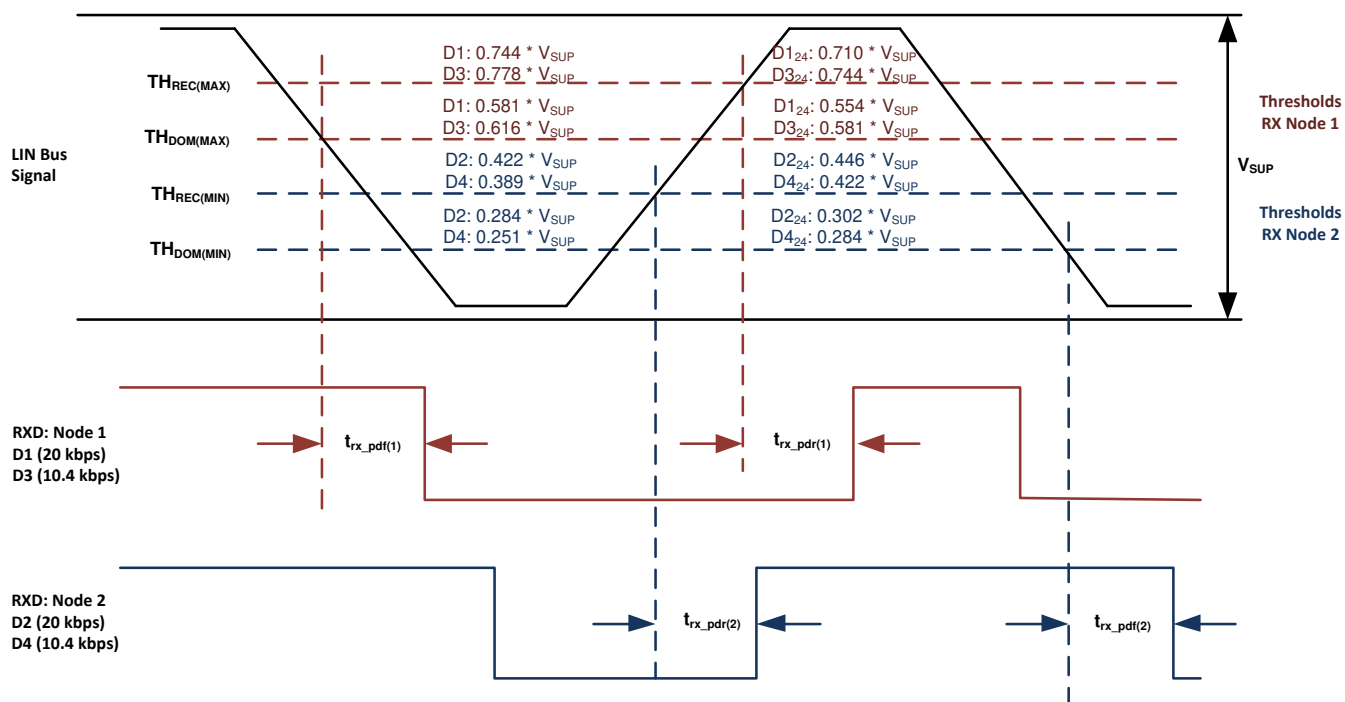 D1: 0.744 * VSUP
D3: 0.778 * VSUP
D124: 0.710 * VSUP
D324: 0.744 * VSUP
THREC(MAX)
D1: 0.581 * VSUP
D3: 0.616 * VSUP
D124: 0.554 * VSUP
D324: 0.581 * VSUP
Thresholds
RX Node 1
THDOM(MAX)
LIN Bus
Signal
D2: 0.422 * VSUP
D4: 0.389 * VSUP
D224: 0.446 * VSUP
D424: 0.422 * VSUP
VSUP
THREC(MIN)
D2: 0.284 * VSUP
D4: 0.251 * VSUP
D224: 0.302 * VSUP
D424: 0.284 * VSUP
Thresholds
RX Node 2
THDOM(MIN)
RXD: Node 1
D1 (20 kbps)
D3 (10.4 kbps)
trx_pdf(1)
trx_pdr(1)
RXD: Node 2
D2 (20 kbps)
D4 (10.4 kbps)
trx_pdr(2)
trx_pdf(2)